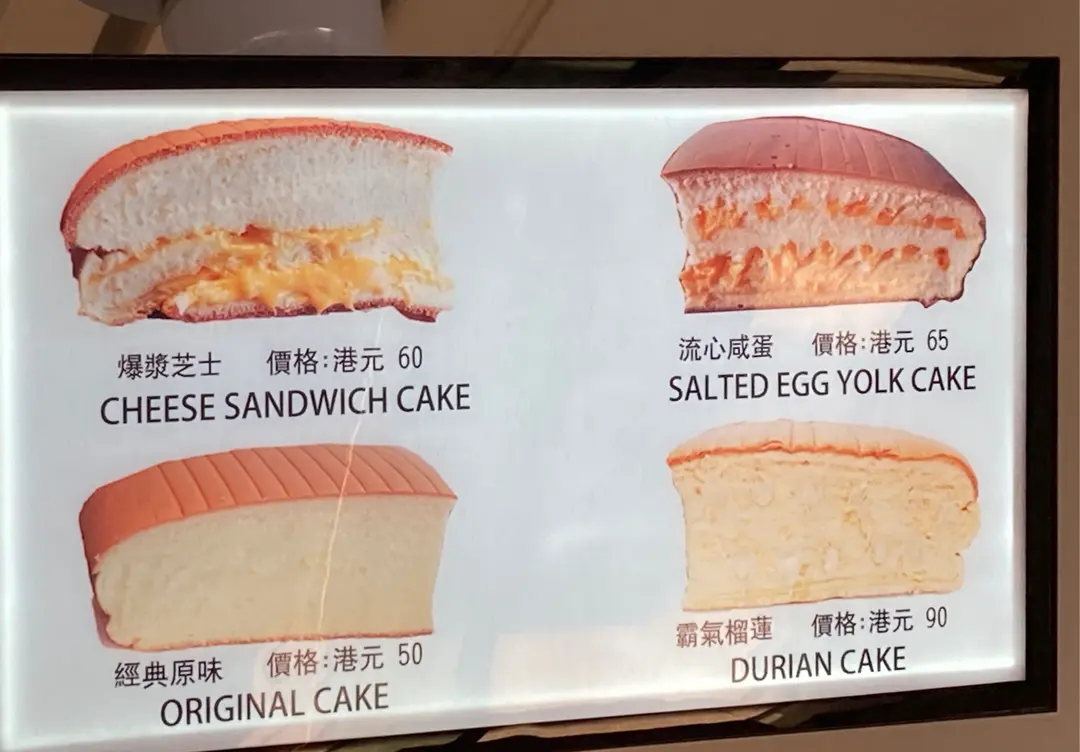 爆漿芝士 價格:港元 60
CHEESE SANDWICH CAKE
流心咸蛋 價格:港元 65
SALTED EGG YOLK CAKE
經典原味 價格:港元 50
ORIGINAL CAKE
霸氣榴蓮 價格:港元 90
DURIAN CAKE